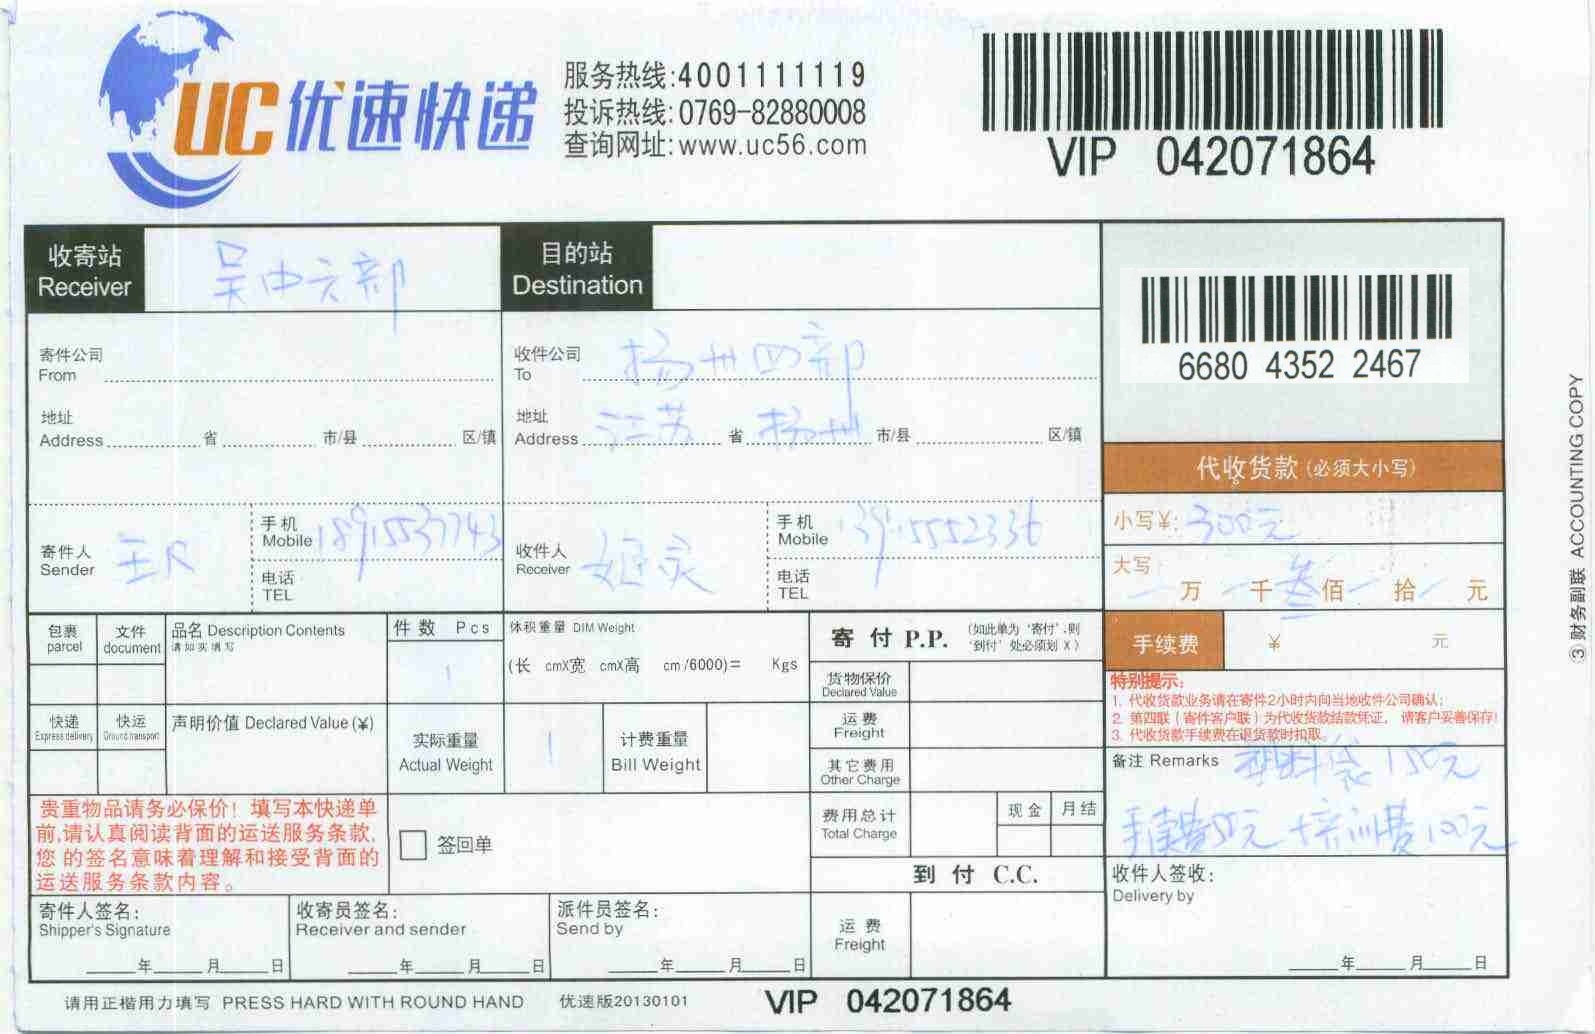 UC 优速快递
服务热线:4001111119
投诉热线:0769-82880008
查询网址:www.uc56.com
VIP 042071864
收寄站
Receiver
吴中六部
目的站
Destination
6680 4352 2467
寄件公司
From
地址
Address 省 市/县 区/镇
收件公司
To
扬州四部
地址
Address 江苏 省 扬州 市/县 区/镇
寄件人
Sender
手机
Mobile 18915537743
电话
TEL
收件人
Receiver
手机
Mobile 13915552336
电话
TEL
代收货款(必须大小写)
小写¥: 300元
大写:
万 千 叁 佰 拾 元
手续费 ¥ 元
特别提示:
1. 代收货款业务请在寄件2小时内向当地收件公司确认;
2. 第四联(寄件客户联)为代收货款结款凭证, 请客户妥善保存!
3. 代收货款手续费在退货款时扣取。
备注 Remarks 塑料袋150元
手续费50元 培训费100元
包裹
parcel
文件
document
品名 Description Contents
请如实填写
件数 Pcs
1
体积重量 DIM Weight
(长 cmX宽 cmX高 cm/6000)= Kgs
快递
Express delivery
快运
Ground transport
声明价值 Declared Value (¥)
实际重量
Actual Weight
1
计费重量
Bill Weight
寄付 P.P. (如此单为‘寄付’,则
‘到付’处必须划X)
货物保价
Declared Value
运费
Freight
其它费用
Other Charge
费用总计
Total Charge
现金 月结
到付 C.C.
运费
Freight
贵重物品请务必保价! 填写本快递单
前,请认真阅读背面的运送服务条款,
您的签名意味着理解和接受背面的
运送服务条款内容。
签回单
寄件人签名:
Shipper's Signature
年 月 日
收寄员签名:
Receiver and sender
年 月 日
派件员签名:
Send by
年 月 日
收件人签收:
Delivery by
年 月 日
请用正楷用力填写 PRESS HARD WITH ROUND HAND 优速版20130101 VIP 042071864
③ 财务副联 ACCOUNTING COPY